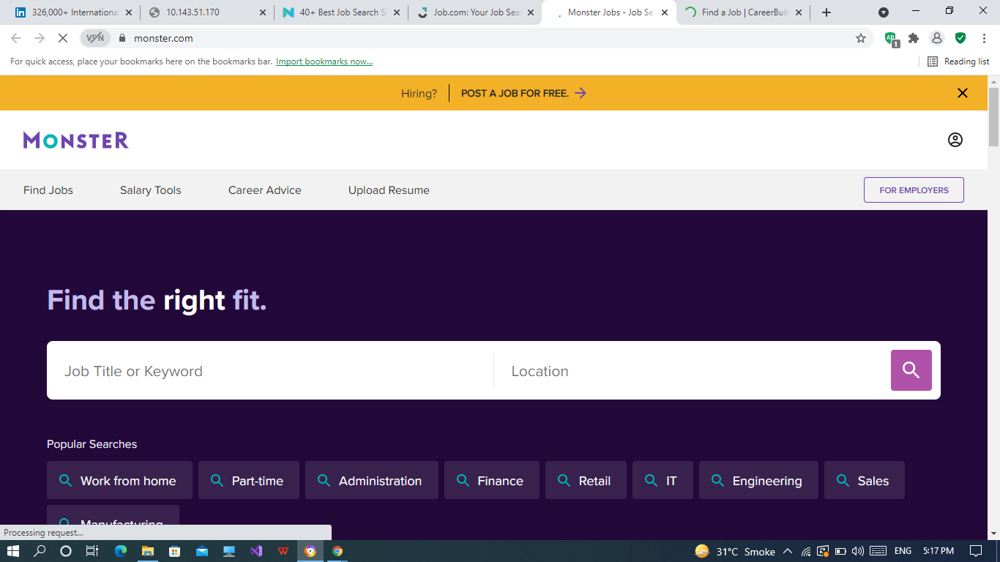 326,000+ Internationa
10.143.51.170
40+ Best Job Search Si
Job.com: Your Job Sear
Monster Jobs - Job Se
Find a Job | CareerBuil
VPN
monster.com
1
For quick access, place your bookmarks here on the bookmarks bar. Import bookmarks now...
Reading list
Hiring? POST A JOB FOR FREE.
MONSTER
Find Jobs
Salary Tools
Career Advice
Upload Resume
FOR EMPLOYERS
Find the right fit.
Job Title or Keyword
Location
Popular Searches
Work from home
Part-time
Administration
Finance
Retail
IT
Engineering
Sales
Manufacturing
Processing request...
31°C Smoke
ENG
5:17 PM